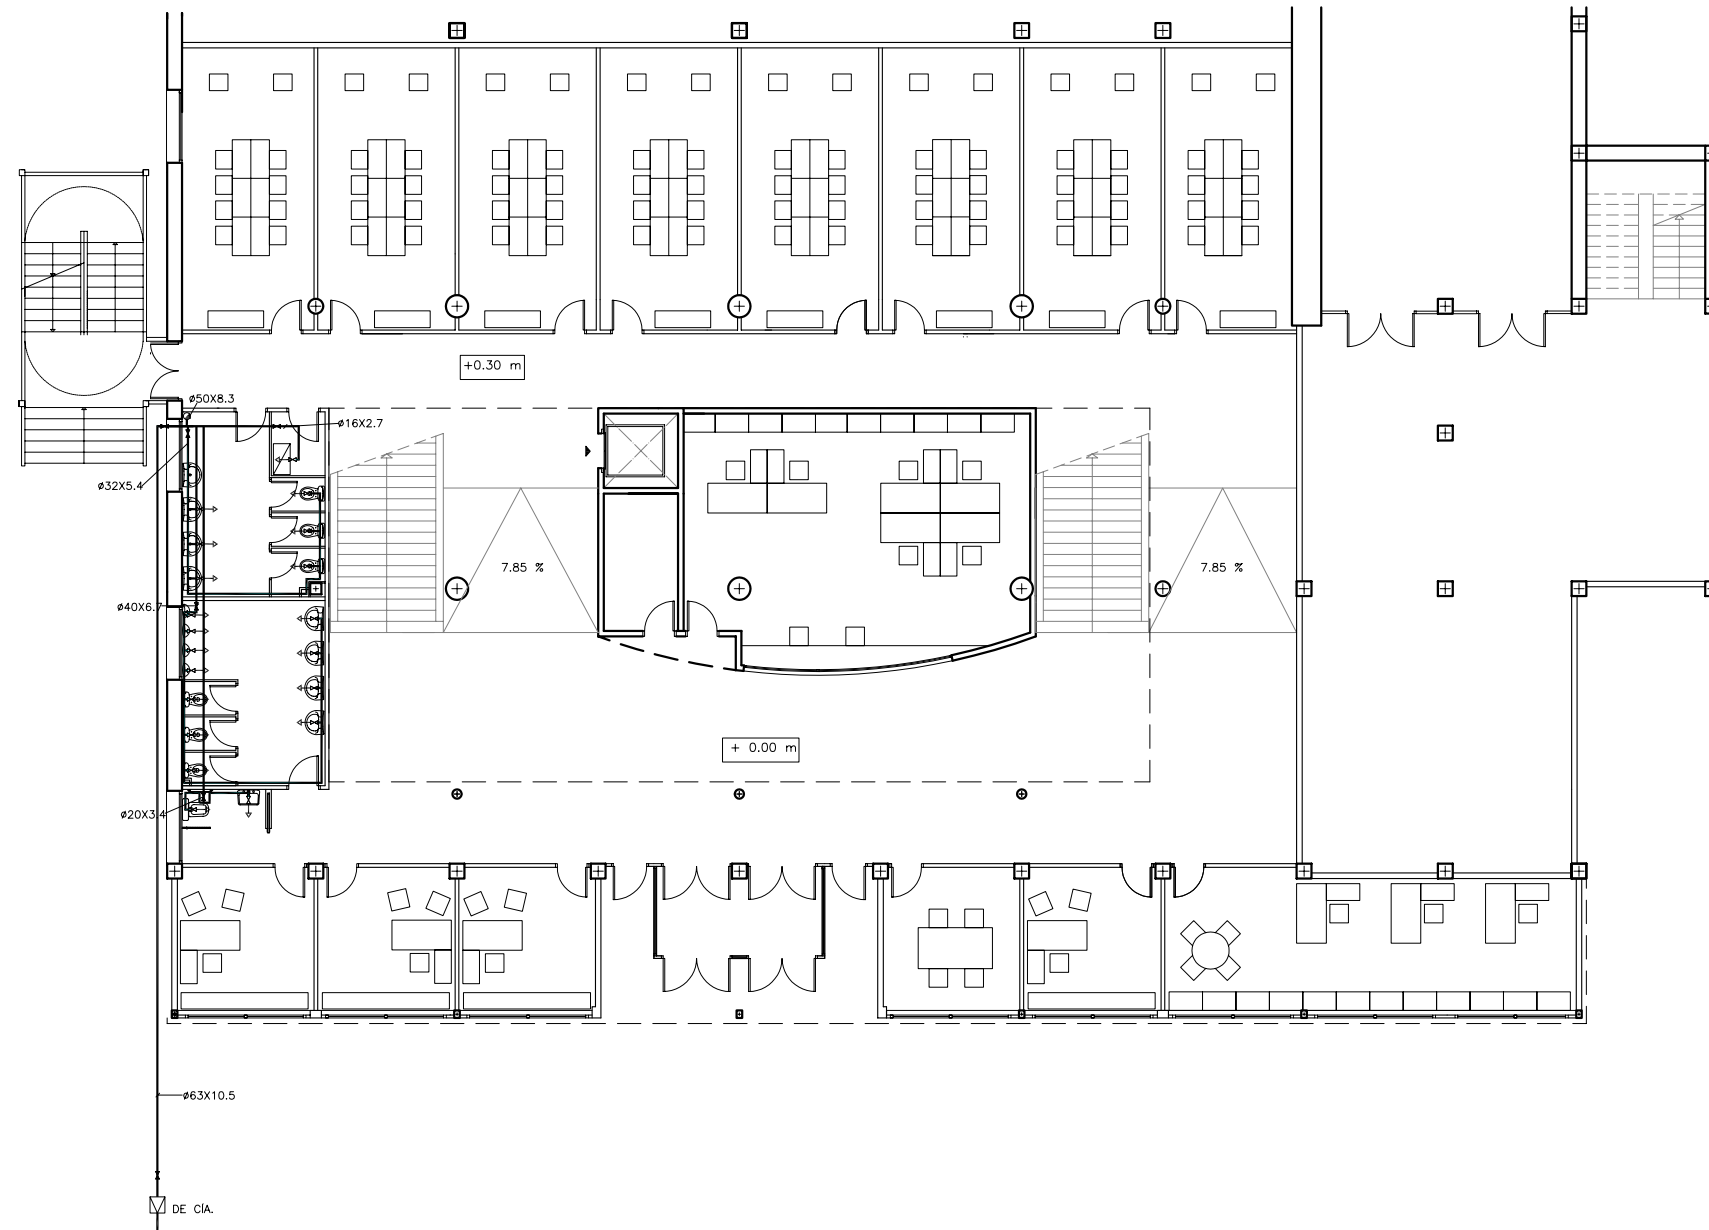 +0.30 m
ø50X8.3
ø16X2.7
ø32X5.4
7.85 %
7.85 %
ø40X6.7
+ 0.00 m
ø20X3.4
ø63X10.5
DE CÍA.